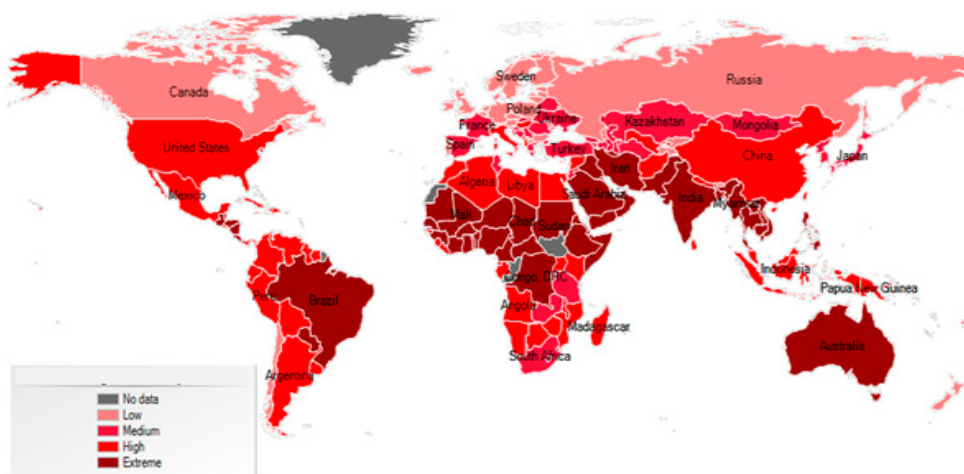 Sweden
Russia
Canada
Poland
Ukraine
France
Kazakhstan
Mongolia
Spain
Turkey
United States
China
Japan
Iran
Algeria
Libya
Mexico
Saudi Arabia
India
Myanmar
Mali
Chad
Sudan
Congo, DRC
Indonesia
Papua New Guinea
Peru
Brazil
Angola
Madagascar
Australia
South Africa
Argentina
No data
Low
Medium
High
Extreme